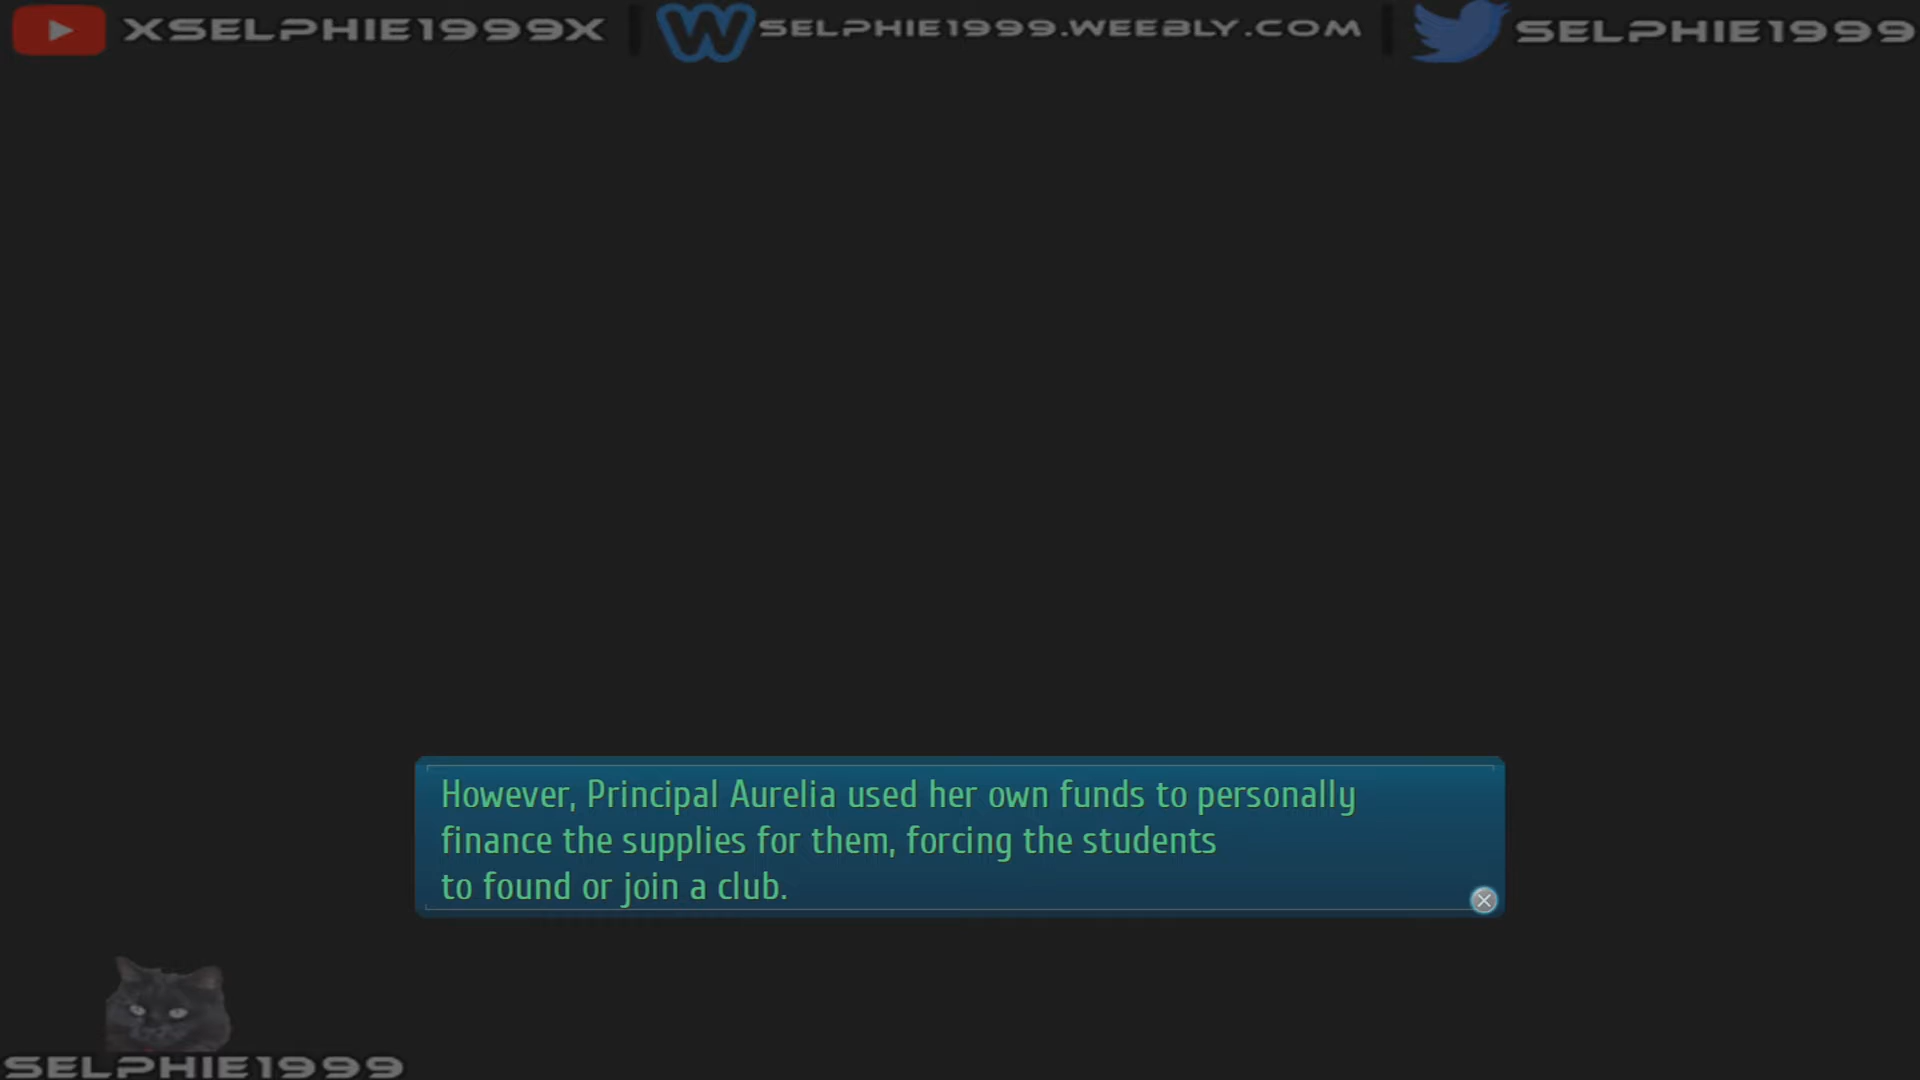 XSELPHIE1999X | SELPHIE1999.WEEBLY.COM | SELPHIE1999
However, Principal Aurelia used her own funds to personally
finance the supplies for them, forcing the students
to found or join a club.
SELPHIE1999